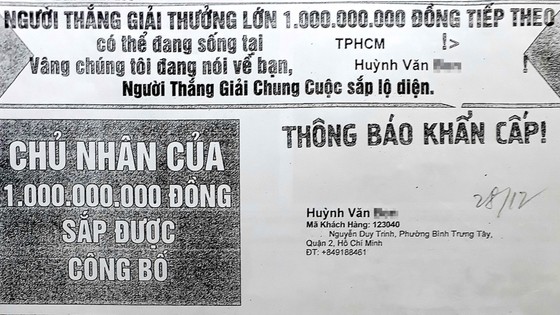 NGƯỜI THẮNG GIẢI THƯỞNG LỚN 1.000.000.000 ĐỒNG TIẾP THEO
có thể đang sống tại TPHCM !>
Vâng chúng tôi đang nói về bạn, Huỳnh Văn !
Người Thắng Giải Chung Cuộc sắp lộ diện.
CHỦ NHÂN CỦA
1.000.000.000 ĐỒNG
SẮP ĐƯỢC
CÔNG BỐ
THÔNG BÁO KHẨN CẤP!
28/12
Huỳnh Văn
Mã Khách Hàng: 123040
Nguyễn Duy Trinh, Phường Bình Trưng Tây,
Quận 2, Hồ Chí Minh
ĐT: +849188461